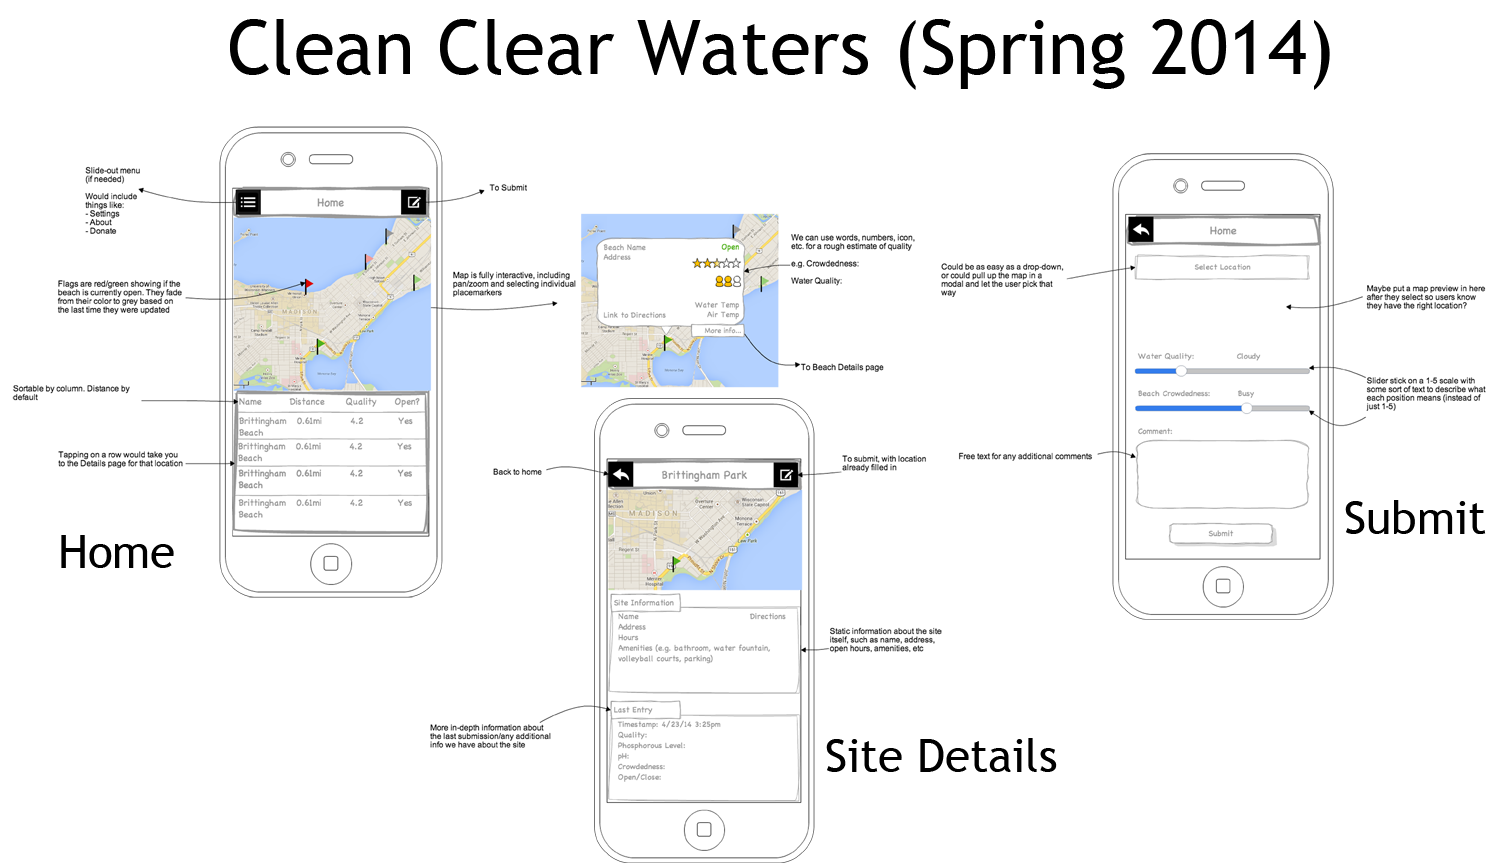 Clean Clear Waters (Spring 2014)
Slide-out menu
(if needed)
Would include
things like:
- Settings
- About
- Donate
Home
To Submit
Flags are red/green showing if the
beach is currently open. They fade
from their color to grey based on
the last time they were updated
MADISON
Map is fully interactive, including
pan/zoom and selecting individual
placemarkers
Sortable by column. Distance by
default
Name Distance Quality Open?
Brittingham 0.61mi 4.2 Yes
Beach
Brittingham 0.61mi 4.2 Yes
Beach
Brittingham 0.61mi 4.2 Yes
Beach
Brittingham 0.61mi 4.2 Yes
Beach
Tapping on a row would take you
to the Details page for that location
Home
Beach Name Open
Address
Water Temp
Link to Directions Air Temp
More info...
We can use words, numbers, icon,
etc. for a rough estimate of quality
e.g. Crowdedness:
Water Quality:
To Beach Details page
Back to home
Brittingham Park
To submit, with location
already filled in
MADISON
Overture
Center
Wisconsin
State Capitol
Monona
Terrace
Law Park
W Washington Ave
Regent St
Meriter
Hospital
Site Information
Name Directions
Address
Hours
Amenities (e.g. bathroom, water fountain,
volleyball courts, parking)
Static information about the site
itself, such as name, address,
open hours, amenities, etc
Last Entry
Timestamp: 4/23/14 3:25pm
Quality:
Phosphorous Level:
pH:
Crowdedness:
Open/Close:
More in-depth information about
the last submission/any additional
info we have about the site
Site Details
Home
Select Location
Could be as easy as a drop-down,
or could pull up the map in a
modal and let the user pick that
way
Maybe put a map preview in here
after they select so users know
they have the right location?
Water Quality: Cloudy
Beach Crowdedness: Busy
Slider stick on a 1-5 scale with
some sort of text to describe what
each position means (instead of
just 1-5)
Comment:
Free text for any additional comments
Submit
Submit